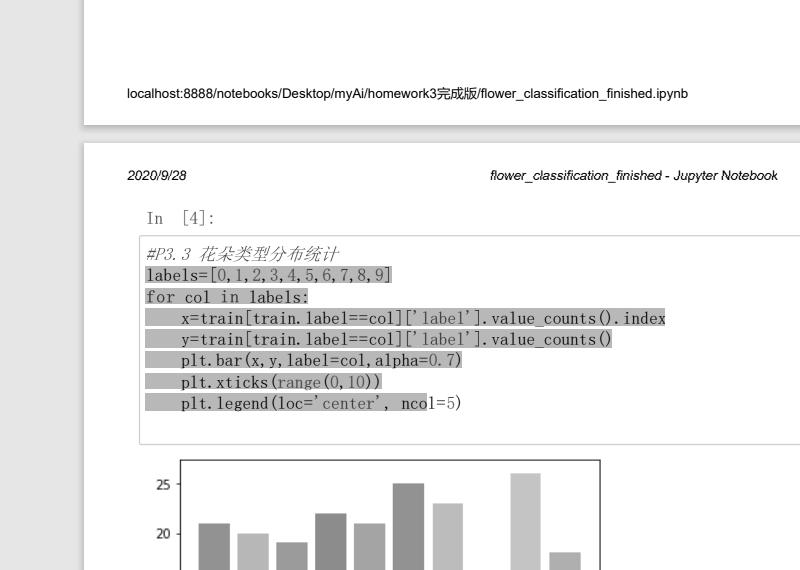 localhost:8888/notebooks/Desktop/myAi/homework3完成版/flower_classification_finished.ipynb
2020/9/28 flower_classification_finished - Jupyter Notebook
In [4]:
#P3.3 花朵类型分布统计
labels=[0,1,2,3,4,5,6,7,8,9]
for col in labels:
    x=train[train.label==col]['label'].value_counts().index
    y=train[train.label==col]['label'].value_counts()
    plt.bar(x,y,label=col,alpha=0.7)
    plt.xticks(range(0,10))
    plt.legend(loc='center', ncol=5)
25
20